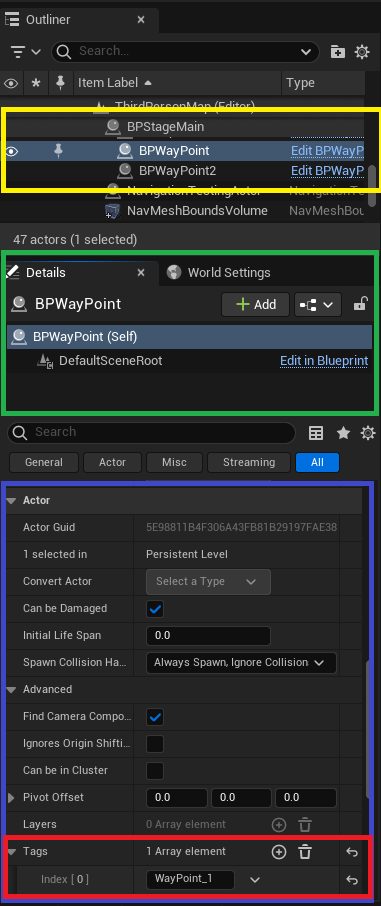 Outliner ×
Search...
Item Label Type
ThirdPersonMap (Editor)
BPStageMain
BPWayPoint Edit BPWayP
BPWayPoint2 Edit BPWayP
NavigationTestingActor NavigationTe
NavMeshBoundsVolume NavMeshBou
47 actors (1 selected)
Details × World Settings
BPWayPoint + Add
BPWayPoint (Self)
DefaultSceneRoot Edit in Blueprint
Search
General Actor Misc Streaming All
Actor
Actor Guid 5E98811B4F306A43FB81B29197FAE38
1 selected in Persistent Level
Convert Actor Select a Type
Can be Damaged
Initial Life Span 0.0
Spawn Collision Ha... Always Spawn, Ignore Collision
Advanced
Find Camera Compo...
Ignores Origin Shifti...
Can be in Cluster
Pivot Offset 0.0 0.0 0.0
Layers 0 Array element
Tags 1 Array element
Index [ 0 ] WayPoint_1